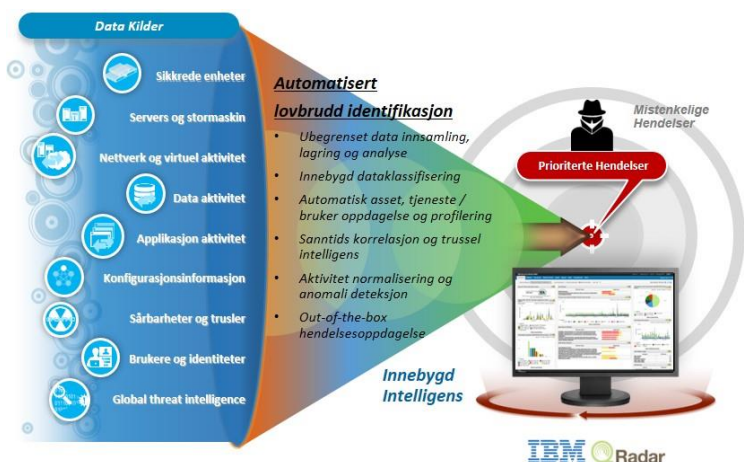 Data Kilder
Sikkrede enheter
Servers og stormaskin
Nettverk og virtuel aktivitet
Data aktivitet
Applikasjon aktivitet
Konfigurasjonsinformasjon
Sårbarheter og trusler
Brukere og identiteter
Global threat intelligence
Automatisert
lovbrudd identifikasjon
• Ubegrenset data innsamling,
lagring og analyse
• Innebygd dataklassifisering
• Automatisk asset, tjeneste /
bruker oppdagelse og profilering
• Sanntids korrelasjon og trussel
intelligens
• Aktivitet normalisering og
anomali deteksjon
• Out-of-the-box
hendelsesoppdagelse
Mistenkelige
Hendelser
Prioriterte Hendelser
Innebygd
Intelligens
IBM QRadar